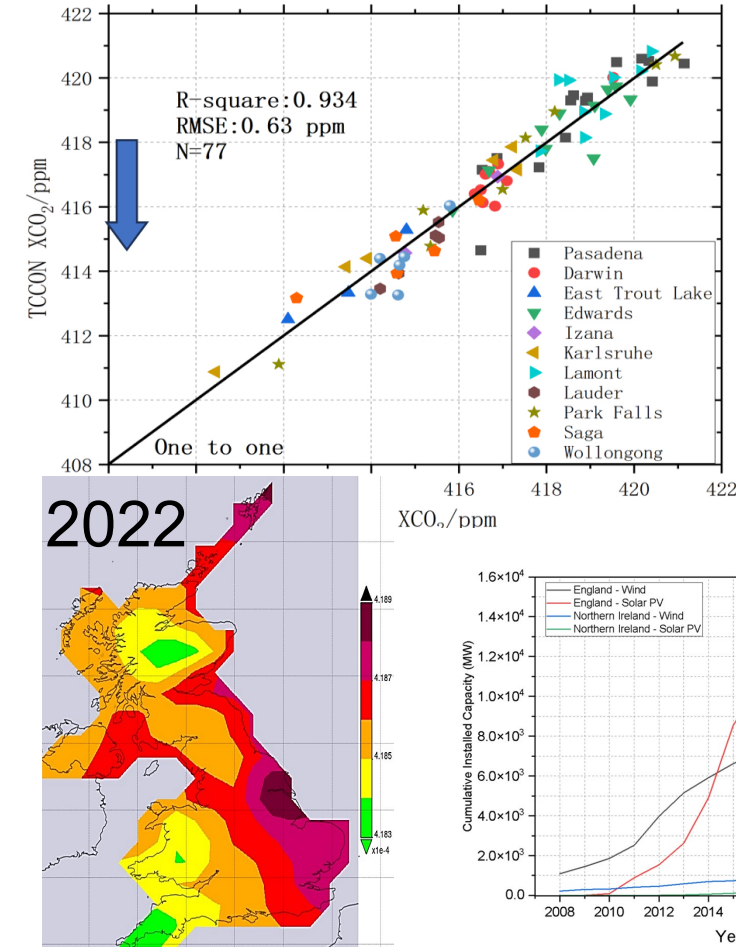 422
420
418
416
414
412
410
408
TCCON XCO₂/ppm
R-square:0.934
RMSE:0.63 ppm
N=77
One to one
Pasadena
Darwin
East Trout Lake
Edwards
Izana
Karlsruhe
Lamont
Lauder
Park Falls
Saga
Wollongong
416 418 420 422
XCO₂/ppm
2022
4.189
4.187
4.185
4.183
x1e-4
Cumulative Installed Capacity (MW)
1.6×10⁴
1.4×10⁴
1.2×10⁴
1.0×10⁴
8.0×10³
6.0×10³
4.0×10³
2.0×10³
0.0
England - Wind
England - Solar PV
Northern Ireland - Wind
Northern Ireland - Solar PV
2008 2010 2012 2014
Ye